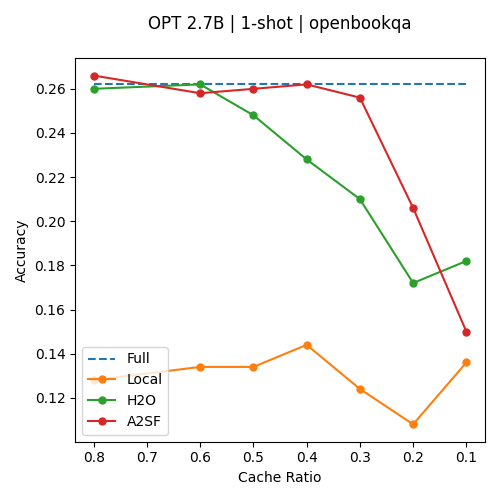 OPT 2.7B | 1-shot | openbookqa
Accuracy
0.26
0.24
0.22
0.20
0.18
0.16
0.14
0.12
Full
Local
H2O
A2SF
0.8 0.7 0.6 0.5 0.4 0.3 0.2 0.1
Cache Ratio